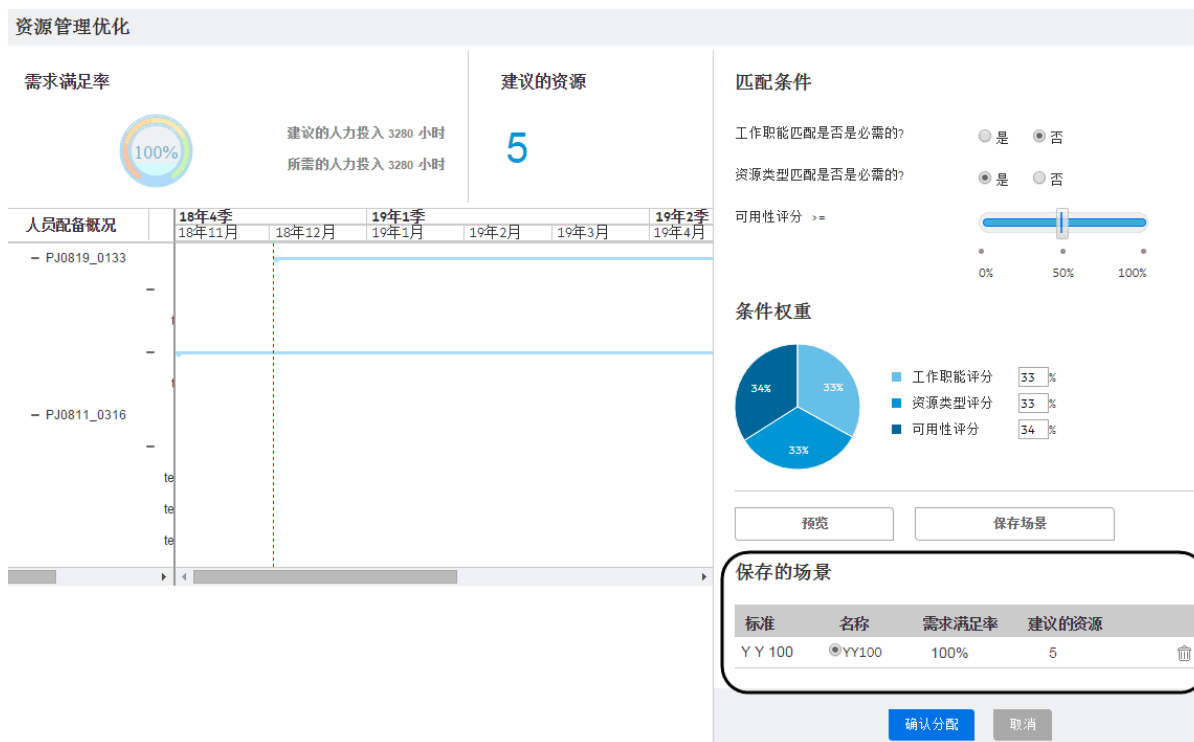 资源管理优化
需求满足率
100%
建议的人力投入 3280 小时
所需的人力投入 3280 小时
建议的资源
5
人员配备概况
18年4季 19年1季 19年2季
18年11月 18年12月 19年1月 19年2月 19年3月 19年4月
− PJ0819_0133
−
−
− PJ0811_0316
−
te
te
te
匹配条件
工作职能匹配是否是必需的? 是 否
资源类型匹配是否是必需的? 是 否
可用性评分 >=
0% 50% 100%
条件权重
34% 33%
33%
工作职能评分 33 %
资源类型评分 33 %
可用性评分 34 %
预览 保存场景
保存的场景
标准 名称 需求满足率 建议的资源
Y Y 100 YY100 100% 5
确认分配 取消